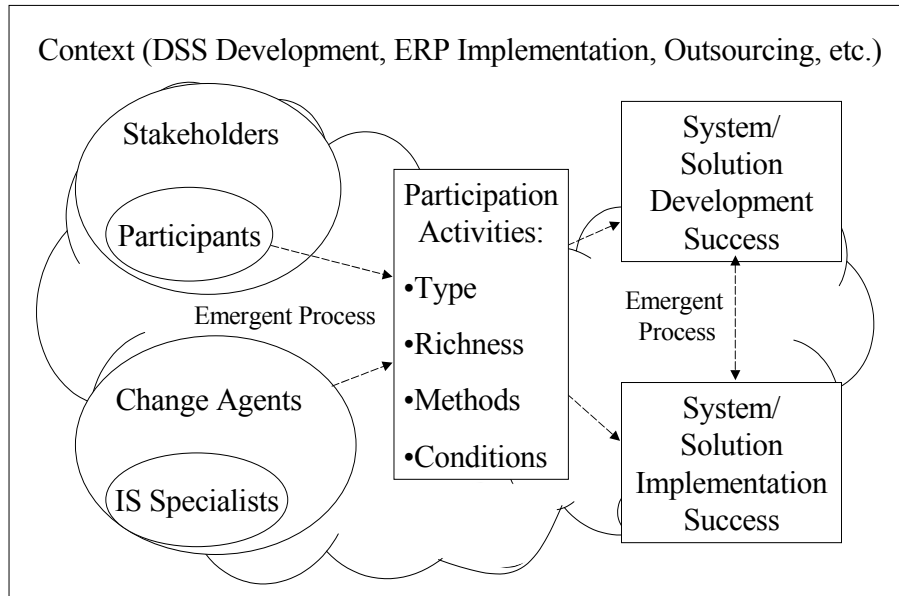 Context (DSS Development, ERP Implementation, Outsourcing, etc.)
Stakeholders
Participants
Emergent Process
Change Agents
IS Specialists
Participation
Activities:
•Type
•Richness
•Methods
•Conditions
System/
Solution
Development
Success
Emergent
Process
System/
Solution
Implementation
Success